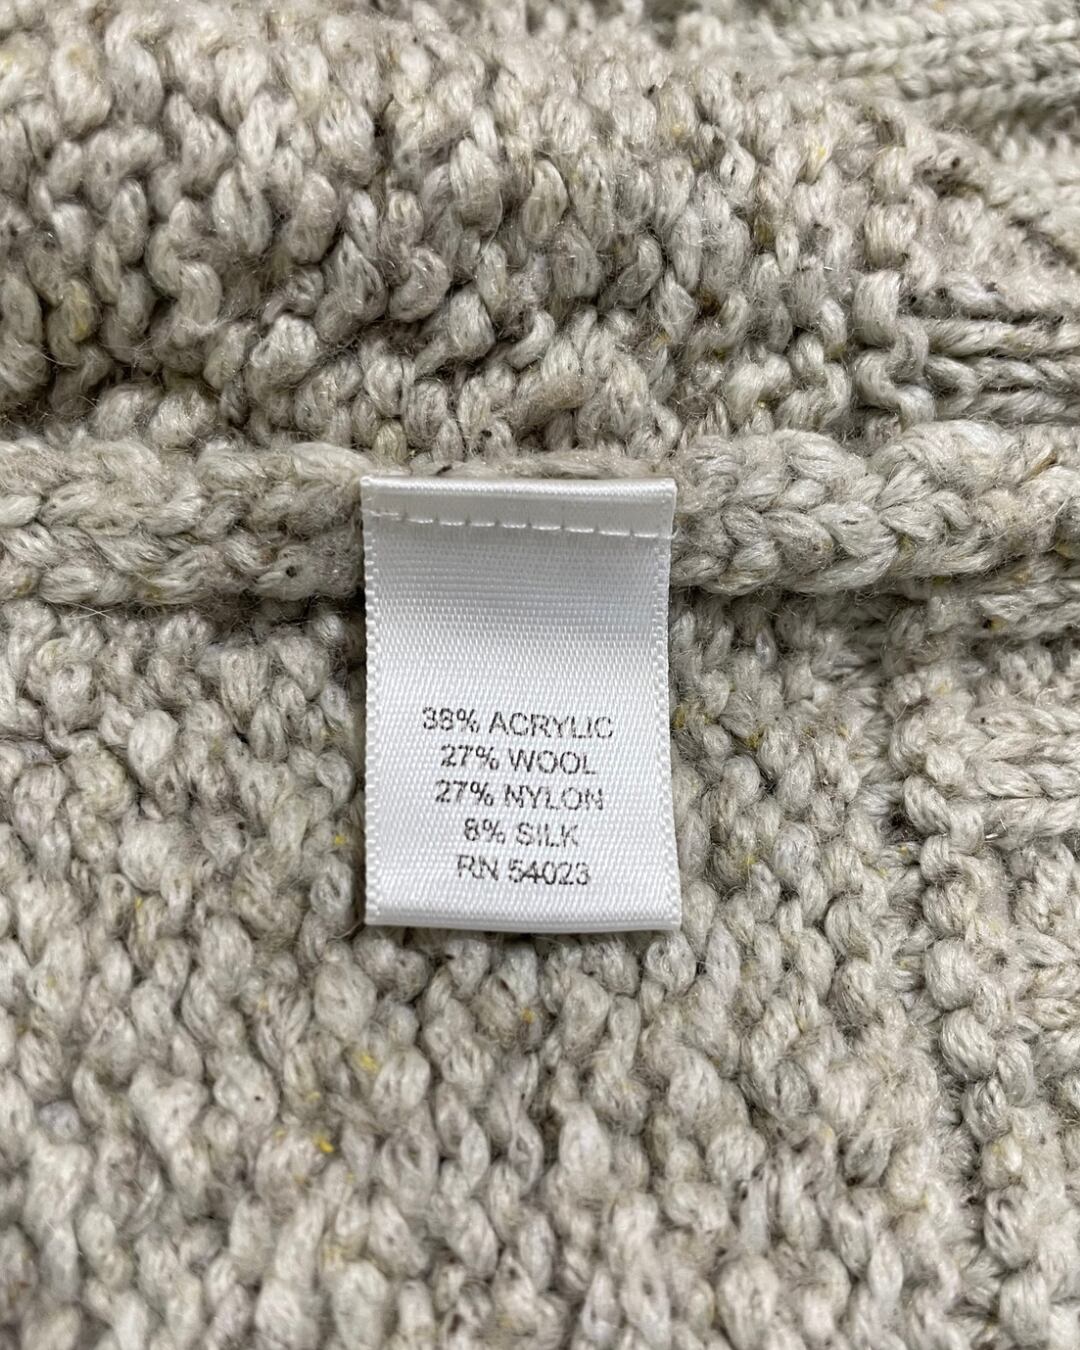 38% ACRYLIC
27% WOOL
27% NYLON
8% SILK
RN 54023